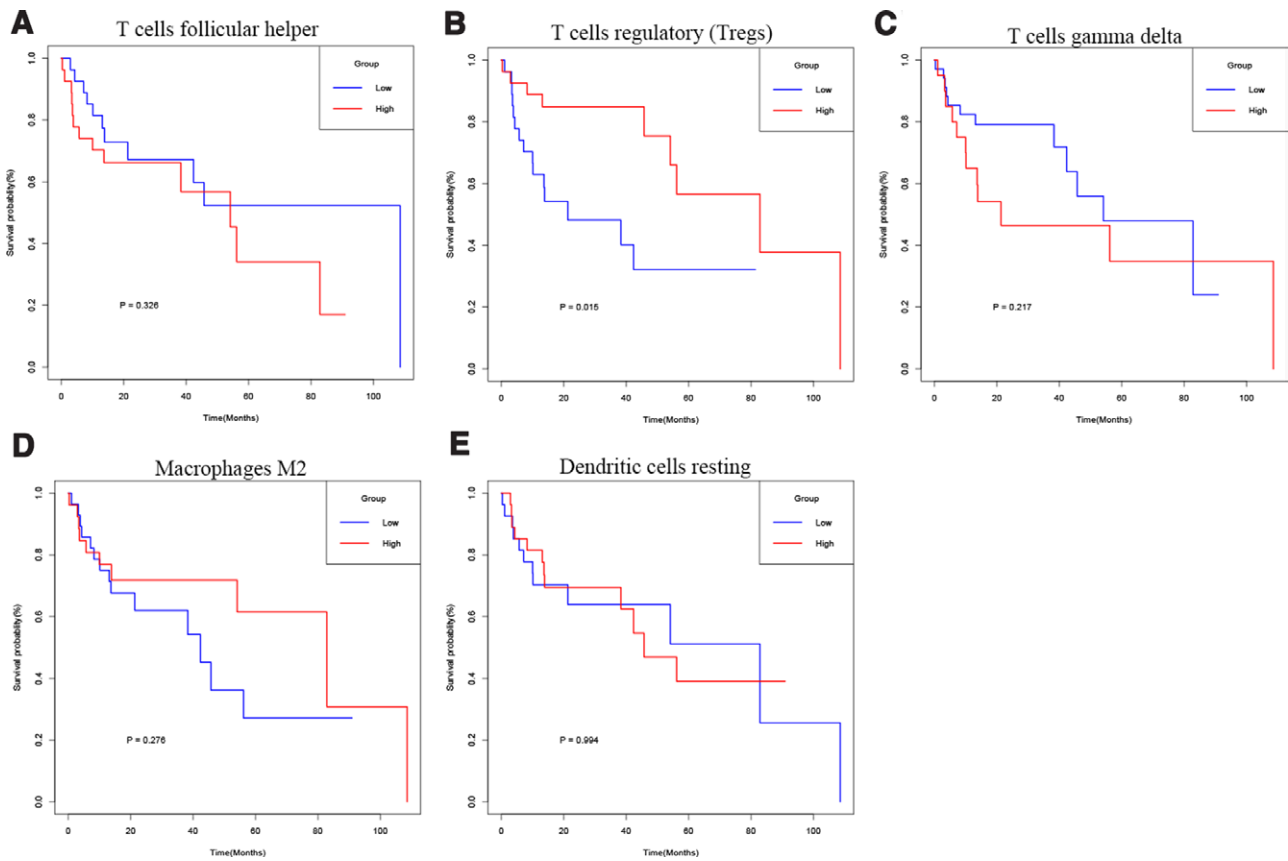 A
T cells follicular helper
Group
Low
High
Survival probablity(%)
1.0
0.8
0.6
0.4
0.2
0.0
P = 0.326
0 20 40 60 80 100
Time(Months)
B
T cells regulatory (Tregs)
Group
Low
High
Survival probablity(%)
1.0
0.8
0.6
0.4
0.2
0.0
P = 0.015
0 20 40 60 80 100
Time(Months)
C
T cells gamma delta
Group
Low
High
Survival probablity(%)
1.0
0.8
0.6
0.4
0.2
0.0
P = 0.217
0 20 40 60 80 100
Time(Months)
D
Macrophages M2
Group
Low
High
Survival probablity(%)
1.0
0.8
0.6
0.4
0.2
0.0
P = 0.276
0 20 40 60 80 100
Time(Months)
E
Dendritic cells resting
Group
Low
High
Survival probablity(%)
1.0
0.8
0.6
0.4
0.2
0.0
P = 0.994
0 20 40 60 80 100
Time(Months)